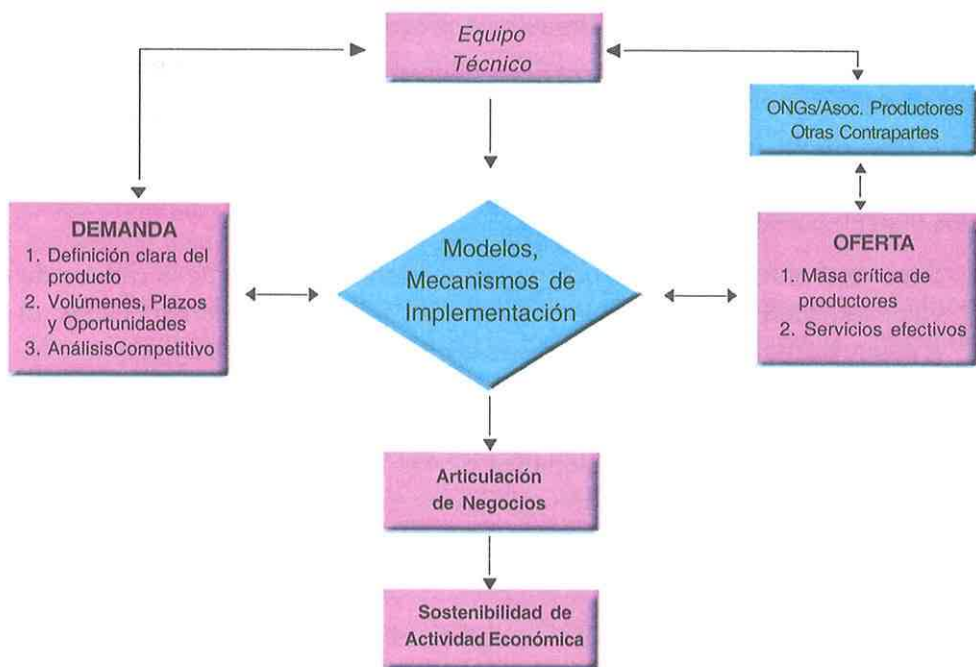 Equipo
Técnico
ONGs/Asoc. Productores
Otras Contrapartes
DEMANDA
1. Definición clara del
producto
2. Volúmenes, Plazos
y Oportunidades
3. AnálisisCompetitivo
Modelos,
Mecanismos de
Implementación
OFERTA
1. Masa crítica de
productores
2. Servicios efectivos
Articulación
de Negocios
Sostenibilidad de
Actividad Económica